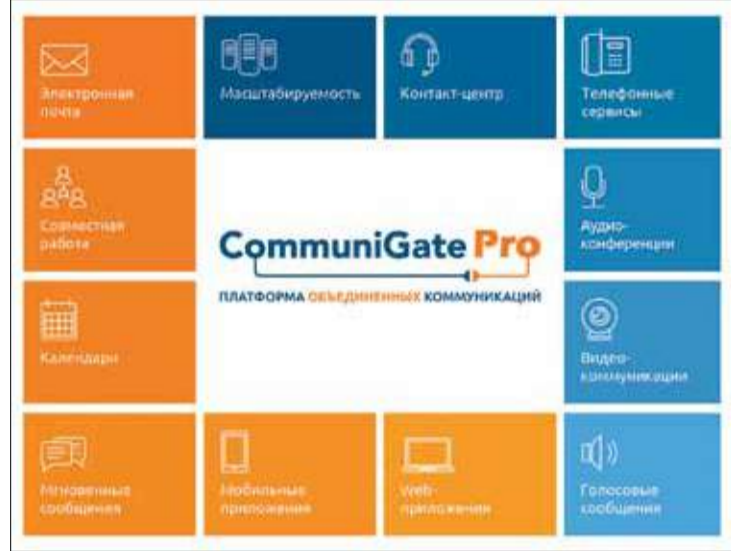 Электронная
почта
Масштабируемость
Контакт-центр
Телефонные
сервисы
Совместная
работа
CommuniGate Pro
ПЛАТФОРМА ОБЪЕДИНЕННЫХ КОММУНИКАЦИЙ
Аудио-
конференции
Календари
Видео-
коммуникации
Мгновенные
сообщения
Мобильные
приложения
Web-
приложения
Голосовые
сообщения